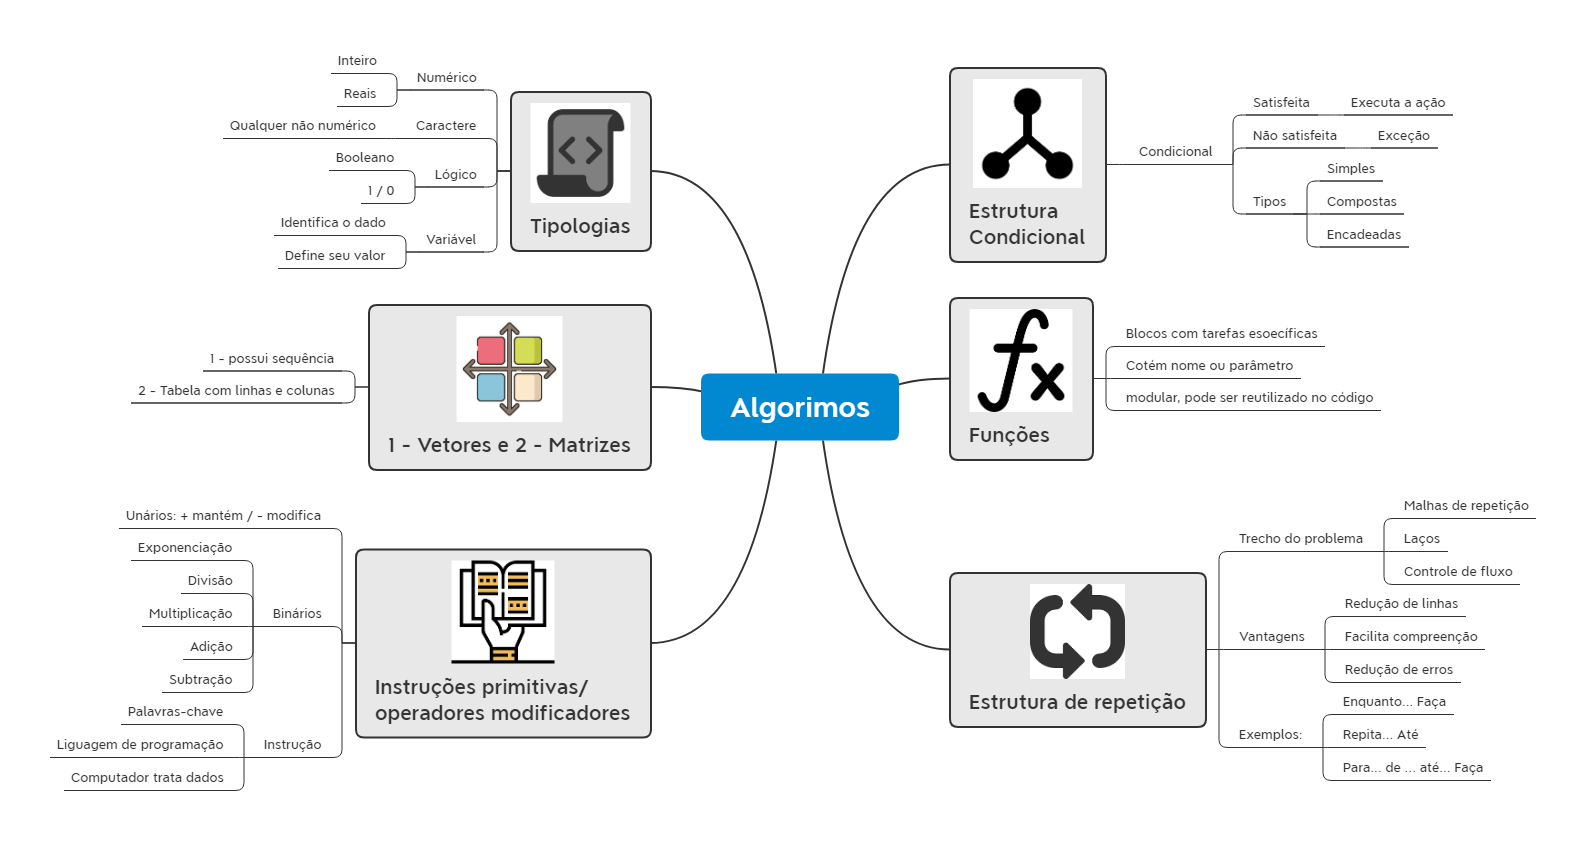 Algorimos
Tipologias
Numérico
Inteiro
Reais
Caractere
Qualquer não numérico
Lógico
Booleano
1 / 0
Variável
Identifica o dado
Define seu valor
1 - Vetores e 2 - Matrizes
1 - possui sequência
2 - Tabela com linhas e colunas
Instruções primitivas/
operadores modificadores
Unários: + mantém / - modifica
Binários
Exponenciação
Divisão
Multiplicação
Adição
Subtração
Instrução
Palavras-chave
Liguagem de programação
Computador trata dados
Estrutura
Condicional
Condicional
Satisfeita
Executa a ação
Não satisfeita
Exceção
Tipos
Simples
Compostas
Encadeadas
Funções
Blocos com tarefas esoecíficas
Cotém nome ou parâmetro
modular, pode ser reutilizado no código
Estrutura de repetição
Trecho do problema
Malhas de repetição
Laços
Controle de fluxo
Vantagens
Redução de linhas
Facilita compreenção
Redução de erros
Exemplos:
Enquanto... Faça
Repita... Até
Para... de ... até... Faça